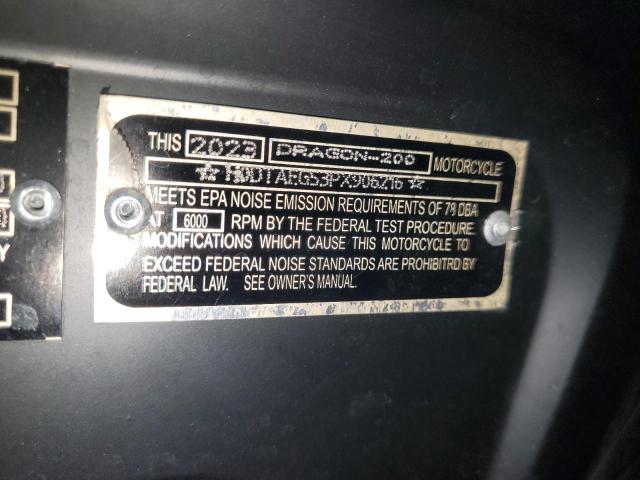 THIS 2023 DRAGON-200 MOTORCYCLE
MEETS EPA NOISE EMISSION REQUIREMENTS OF 78 DBA
AT 6000 RPM BY THE FEDERAL TEST PROCEDURE.
MODIFICATIONS WHICH CAUSE THIS MOTORCYCLE TO
EXCEED FEDERAL NOISE STANDARDS ARE PROHIBITRD BY
FEDERAL LAW. SEE OWNER'S MANUAL.